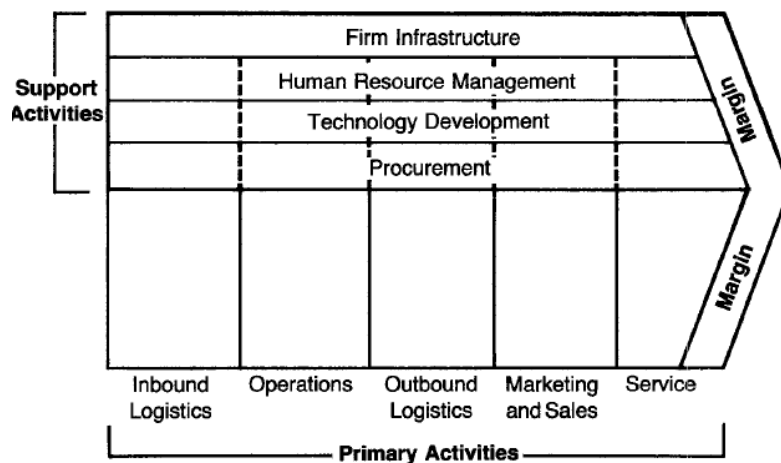 Firm Infrastructure
Human Resource Management
Technology Development
Procurement
Support
Activities
Margin
Margin
Inbound
Logistics
Operations
Outbound
Logistics
Marketing
and Sales
Service
Primary Activities